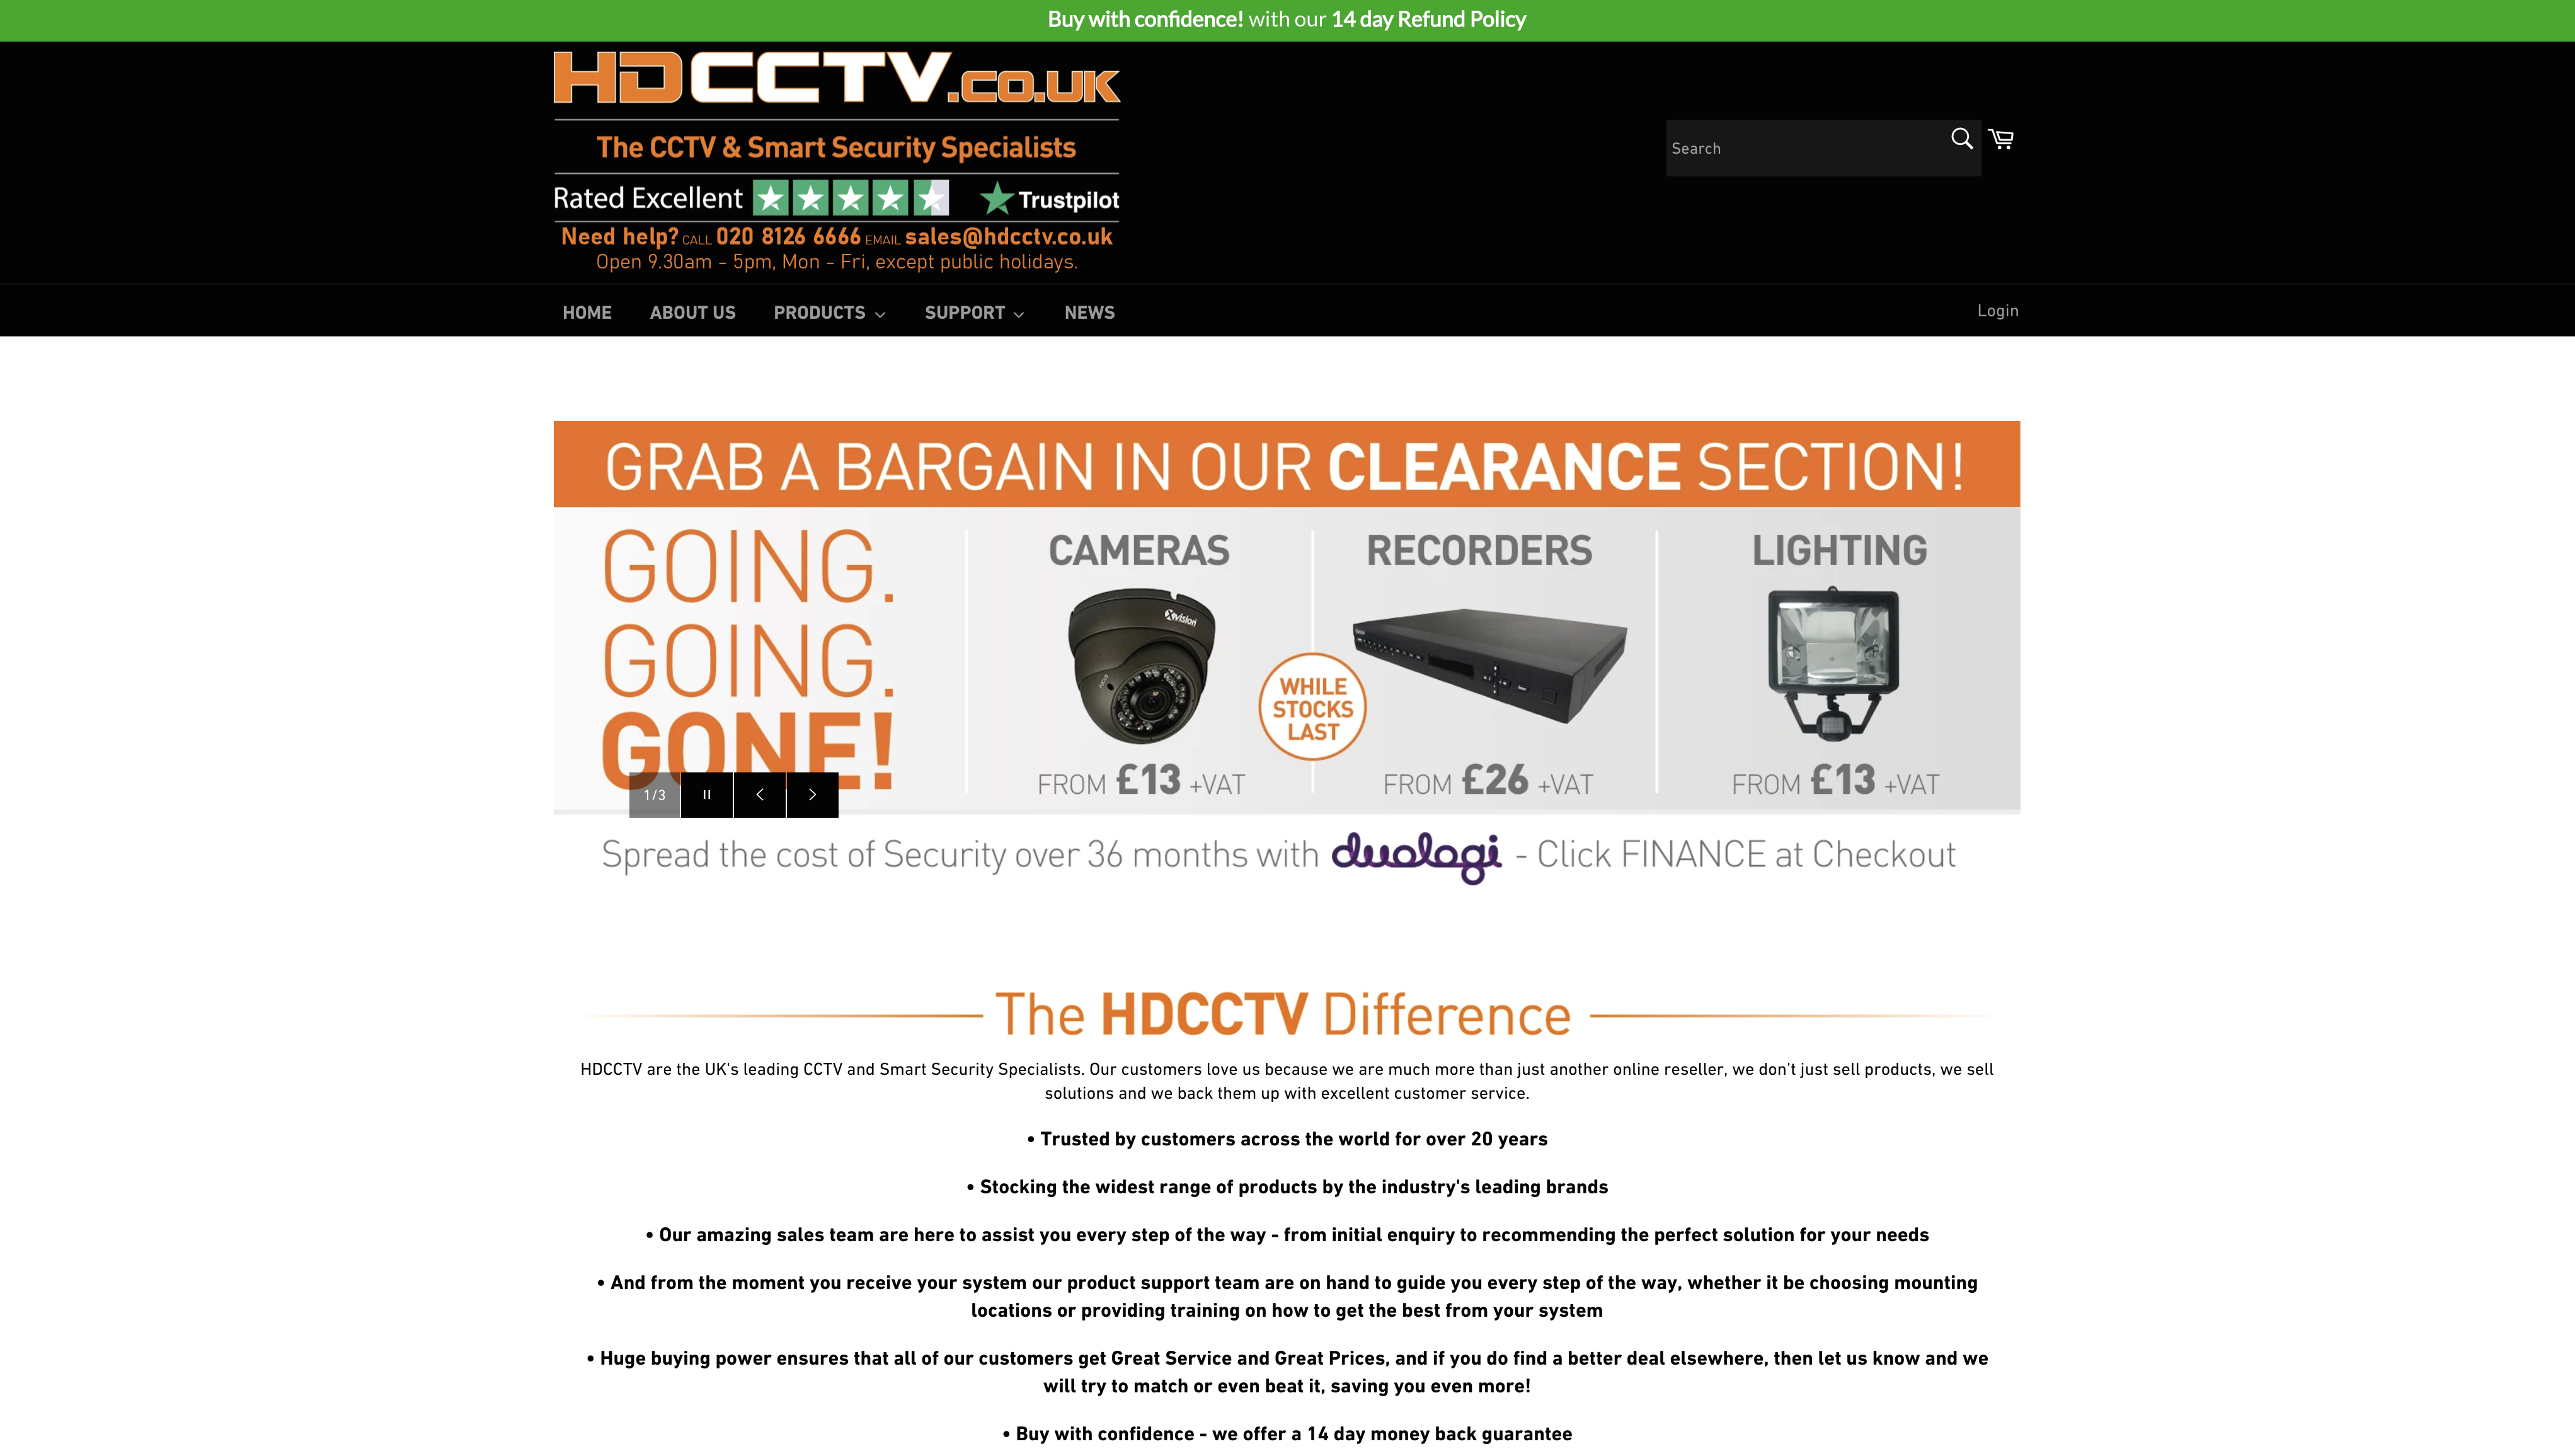 Buy with confidence! with our 14 day Refund Policy
HDCCTV.CO.UK
The CCTV & Smart Security Specialists
Rated Excellent Trustpilot
Need help? CALL 020 8126 6666 EMAIL sales@hdcctv.co.uk
Open 9.30am - 5pm, Mon - Fri, except public holidays.
Search
HOME ABOUT US PRODUCTS SUPPORT NEWS Login
GRAB A BARGAIN IN OUR CLEARANCE SECTION!
GOING.
GOING.
GONE!
CAMERAS
Xvision
FROM £13 +VAT
WHILE
STOCKS
LAST
RECORDERS
FROM £26 +VAT
LIGHTING
FROM £13 +VAT
1/3
Spread the cost of Security over 36 months with duologi - Click FINANCE at Checkout
The HDCCTV Difference
HDCCTV are the UK's leading CCTV and Smart Security Specialists. Our customers love us because we are much more than just another online reseller, we don't just sell products, we sell
solutions and we back them up with excellent customer service.
• Trusted by customers across the world for over 20 years
• Stocking the widest range of products by the industry's leading brands
• Our amazing sales team are here to assist you every step of the way - from initial enquiry to recommending the perfect solution for your needs
• And from the moment you receive your system our product support team are on hand to guide you every step of the way, whether it be choosing mounting
locations or providing training on how to get the best from your system
• Huge buying power ensures that all of our customers get Great Service and Great Prices, and if you do find a better deal elsewhere, then let us know and we
will try to match or even beat it, saving you even more!
• Buy with confidence - we offer a 14 day money back guarantee